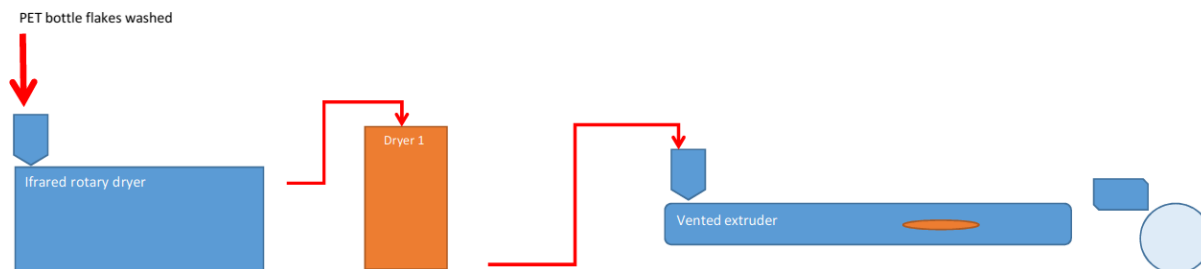 PET bottle flakes washed
Dryer 1
Ifrared rotary dryer
Vented extruder